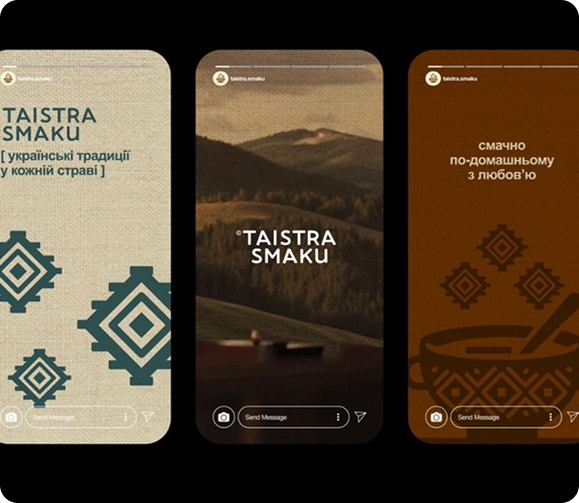 taistra.smaku
TAISTRA
SMAKU
[ українські традиції
у кожній страві ]
Send Message
taistra.smaku
©TAISTRA
SMAKU
Send Message
taistra.smaku
смачно
по-домашньому
з любов'ю
Send Message